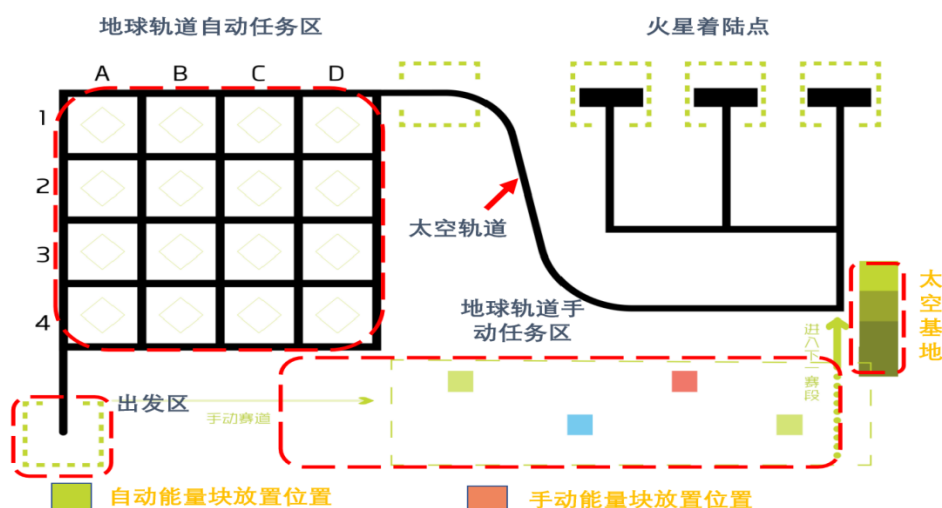 地球轨道自动任务区
火星着陆点
A B C D
1
2
3
4
太空轨道
地球轨道手
动任务区
太空基地
进入下一赛段
出发区
手动赛道
自动能量块放置位置
手动能量块放置位置